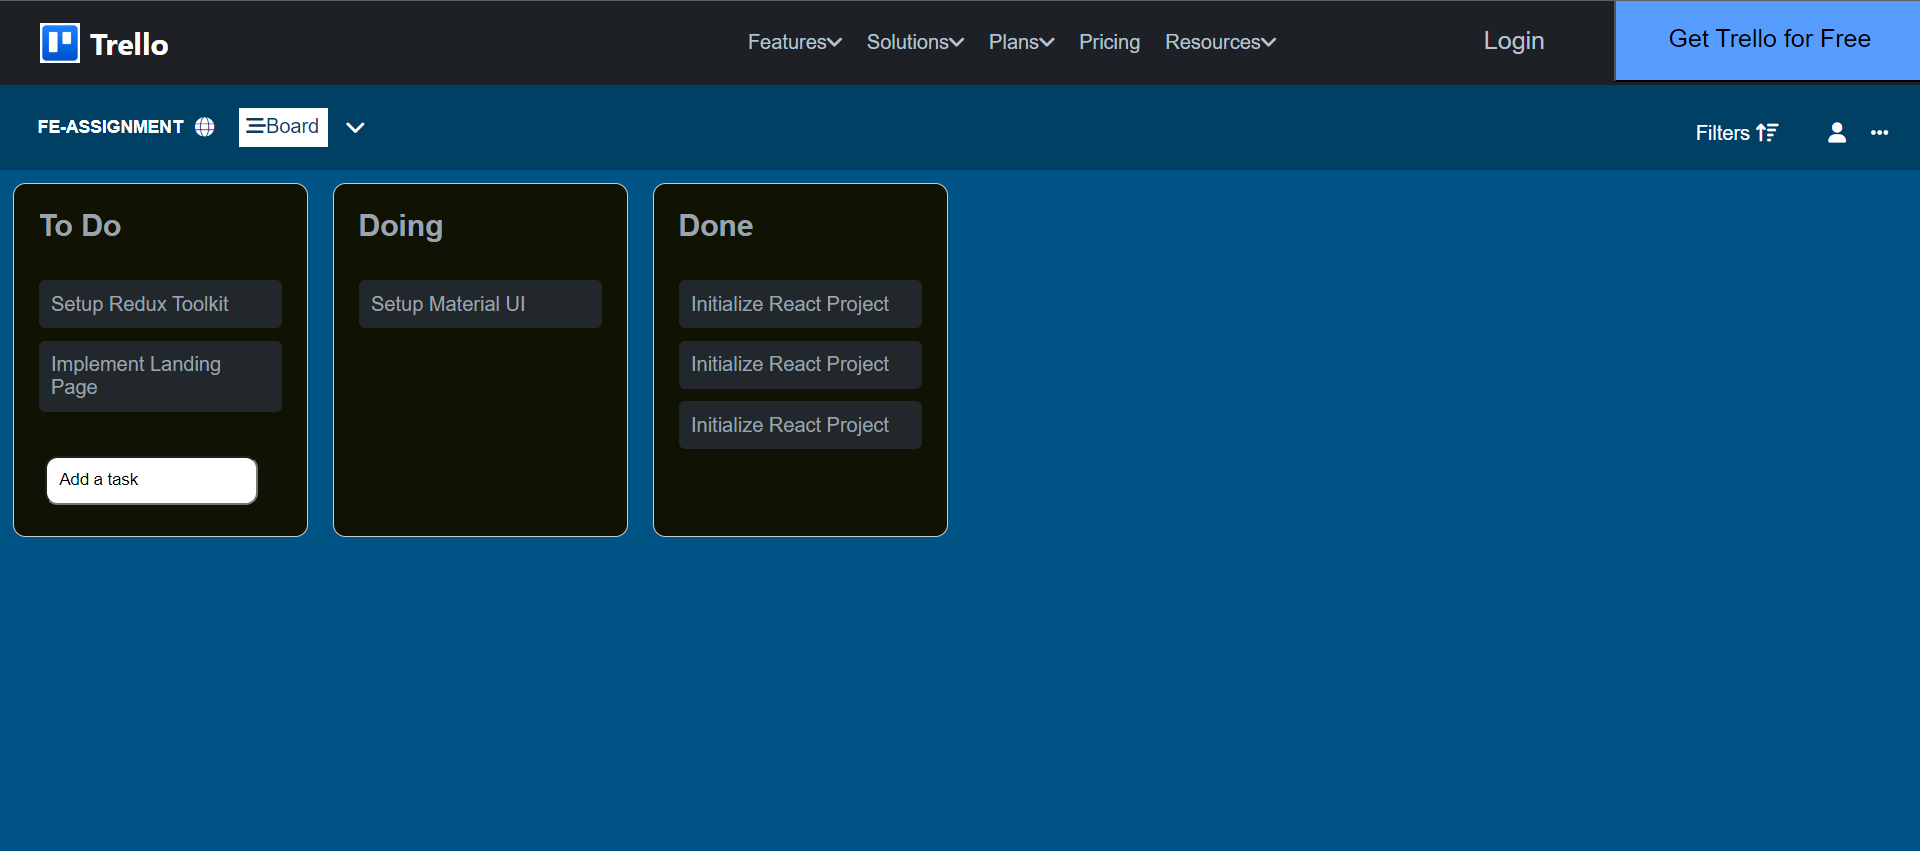 Trello
Features Solutions Plans Pricing Resources
Login
Get Trello for Free
FE-ASSIGNMENT
Board
Filters
To Do
Setup Redux Toolkit
Implement Landing
Page
Add a task
Doing
Setup Material UI
Done
Initialize React Project
Initialize React Project
Initialize React Project